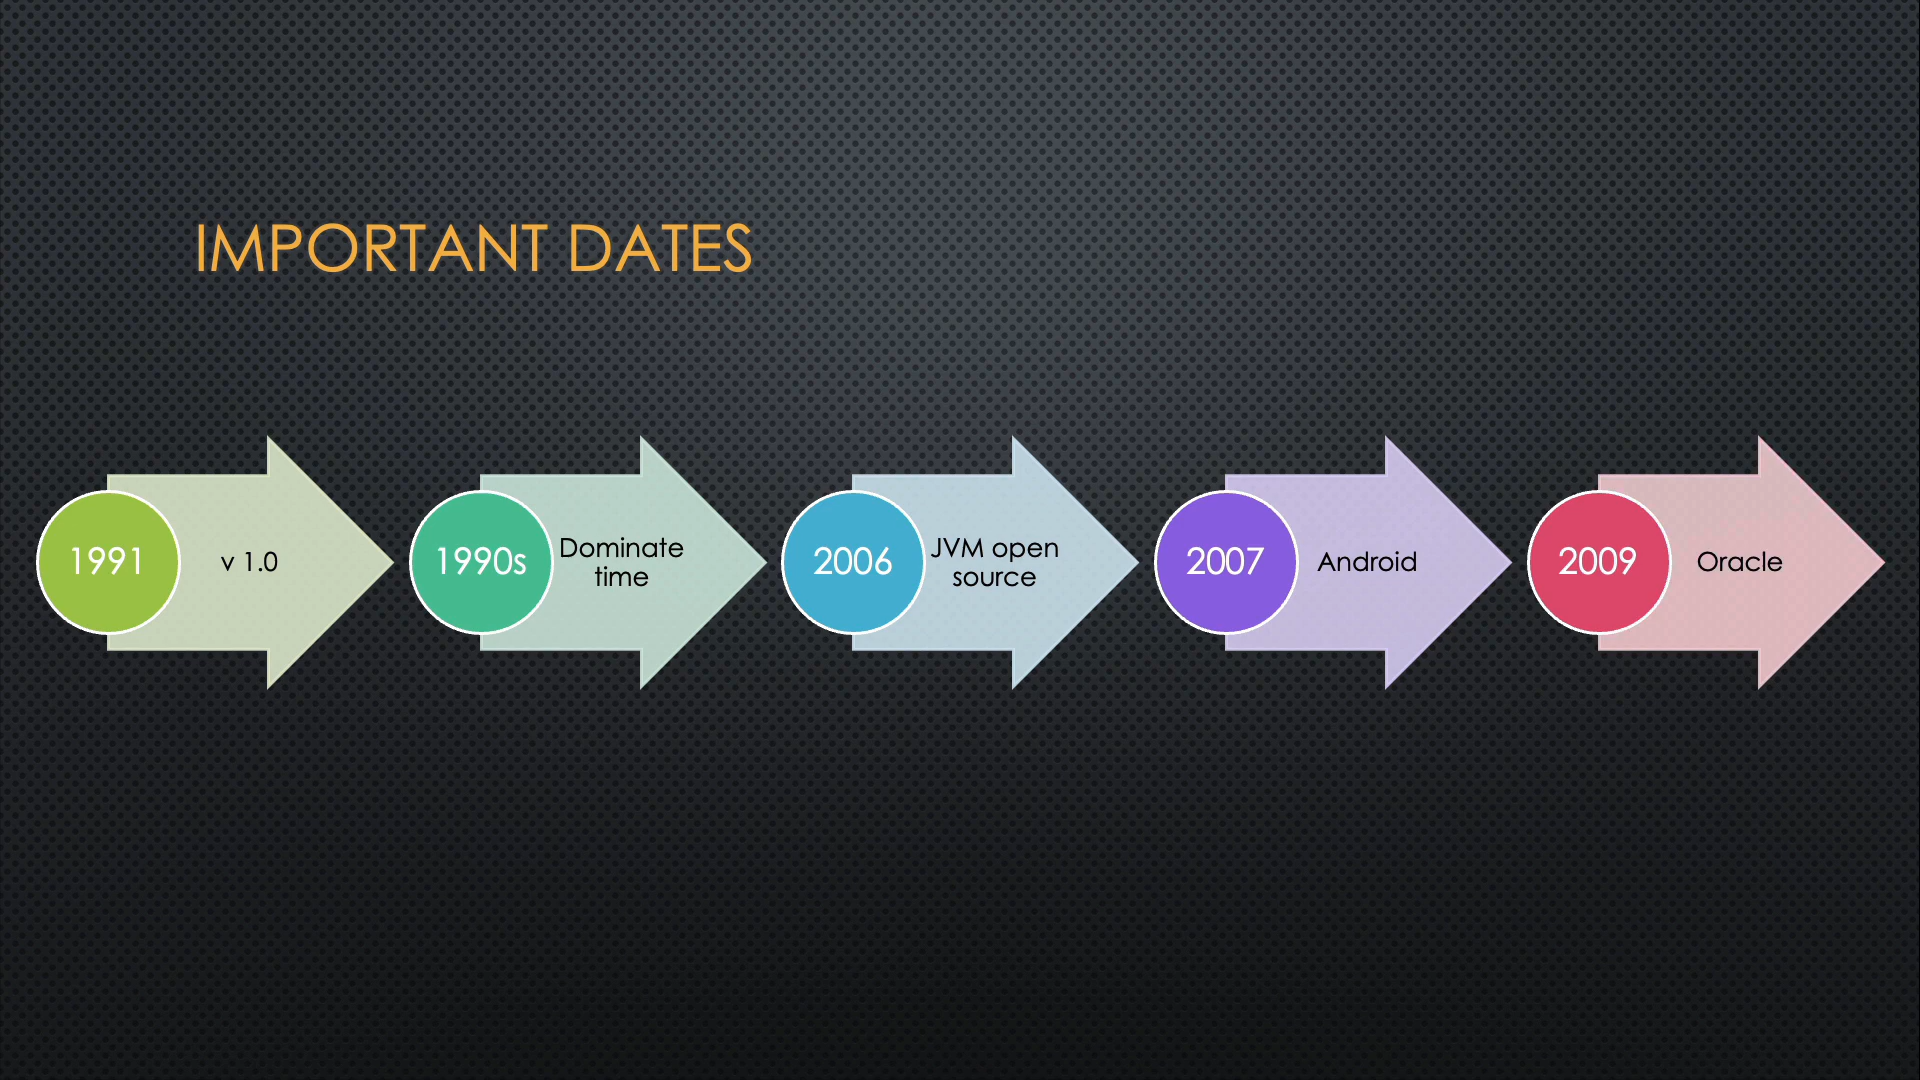 IMPORTANT DATES
1991
v 1.0
1990s
Dominate
time
2006
JVM open
source
2007
Android
2009
Oracle